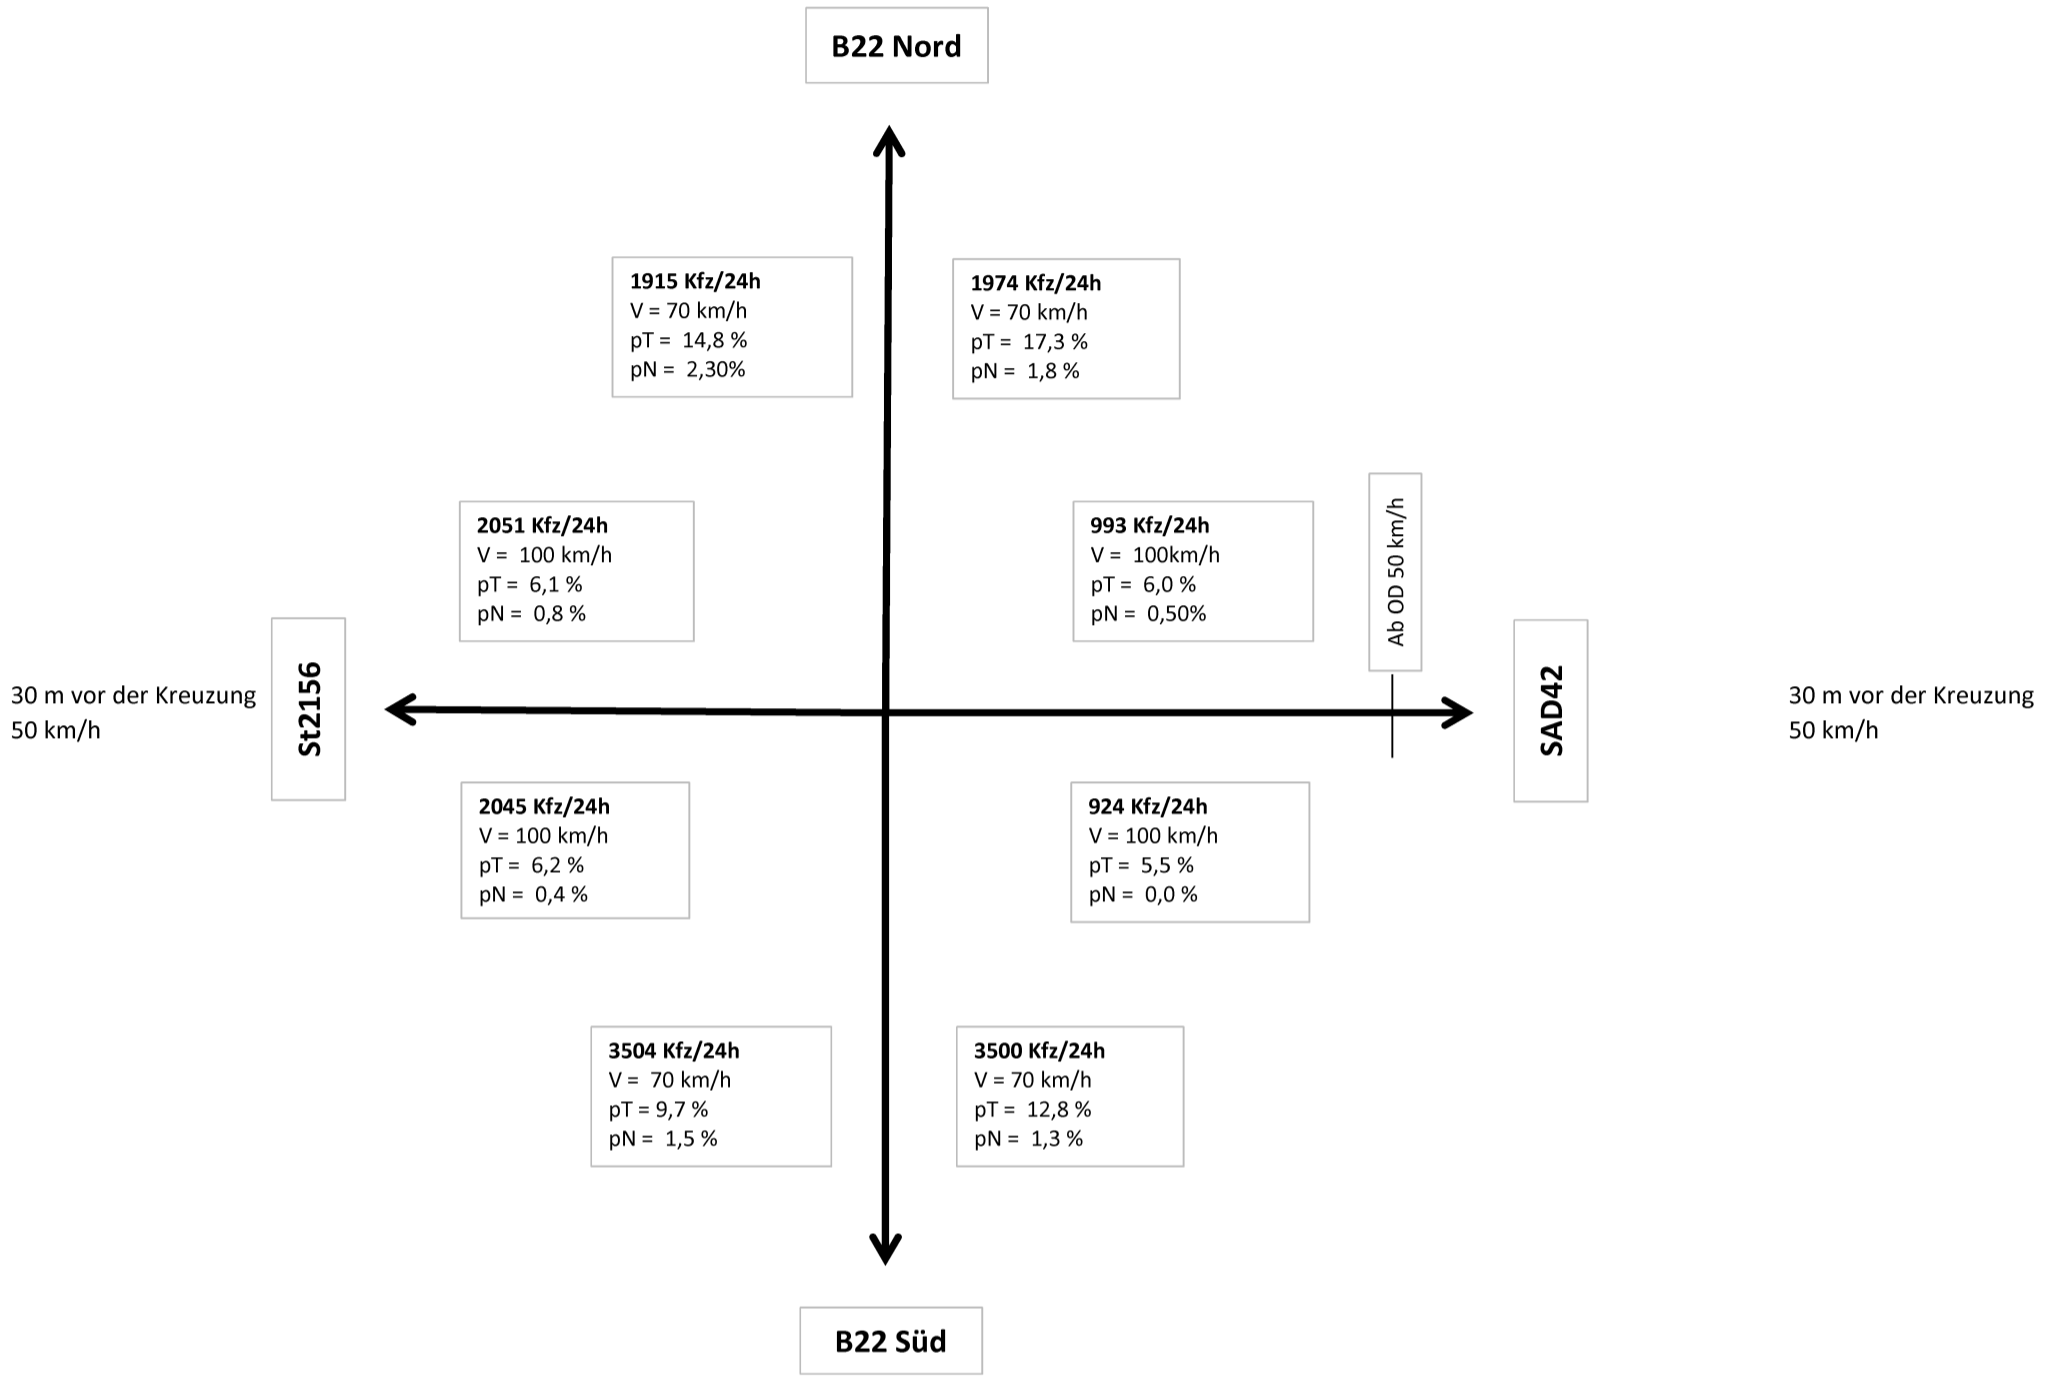 B22 Nord
1915 Kfz/24h
V = 70 km/h
pT = 14,8 %
pN = 2,30%
1974 Kfz/24h
V = 70 km/h
pT = 17,3 %
pN = 1,8 %
2051 Kfz/24h
V = 100 km/h
pT = 6,1 %
pN = 0,8 %
993 Kfz/24h
V = 100km/h
pT = 6,0 %
pN = 0,50%
Ab OD 50 km/h
30 m vor der Kreuzung
50 km/h
St2156
SAD42
30 m vor der Kreuzung
50 km/h
2045 Kfz/24h
V = 100 km/h
pT = 6,2 %
pN = 0,4 %
924 Kfz/24h
V = 100 km/h
pT = 5,5 %
pN = 0,0 %
3504 Kfz/24h
V = 70 km/h
pT = 9,7 %
pN = 1,5 %
3500 Kfz/24h
V = 70 km/h
pT = 12,8 %
pN = 1,3 %
B22 Süd